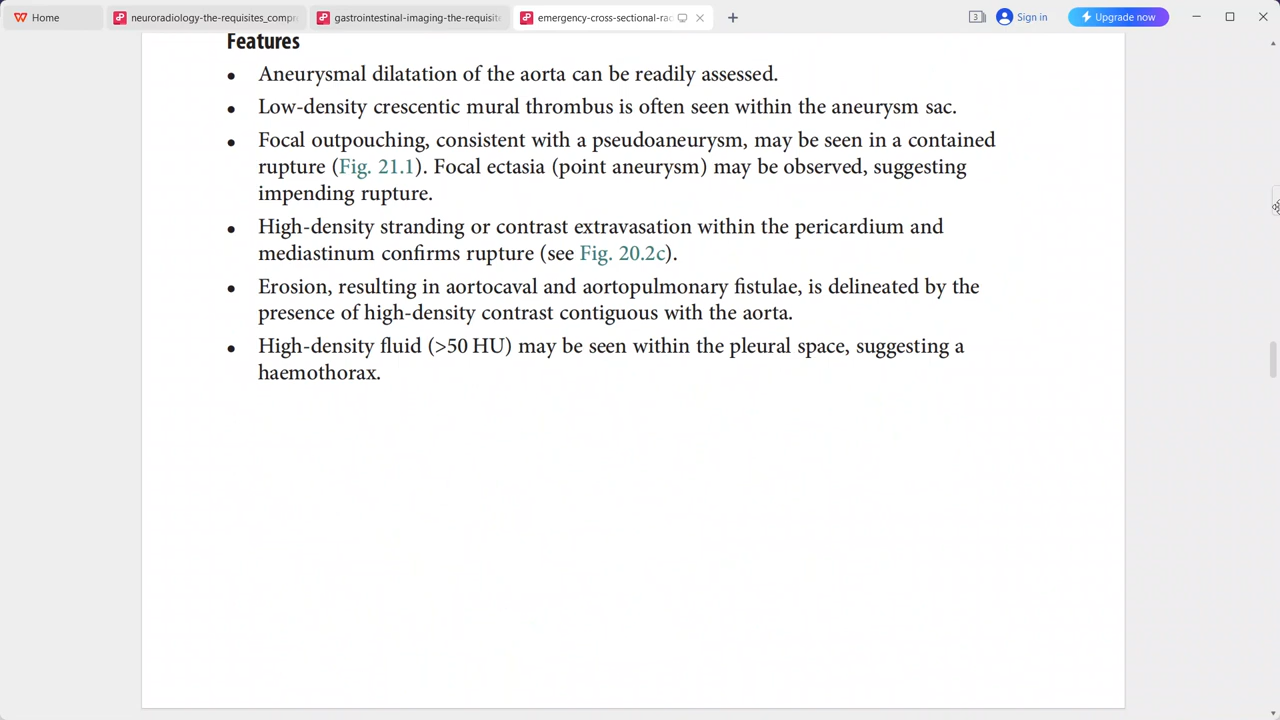 Home
neuroradiology-the-requisites_compr
gastrointestinal-imaging-the-requisite
emergency-cross-sectional-rac
3
Sign in
Upgrade now
Features
• Aneurysmal dilatation of the aorta can be readily assessed.
• Low-density crescentic mural thrombus is often seen within the aneurysm sac.
• Focal outpouching, consistent with a pseudoaneurysm, may be seen in a contained
rupture (Fig. 21.1). Focal ectasia (point aneurysm) may be observed, suggesting
impending rupture.
• High-density stranding or contrast extravasation within the pericardium and
mediastinum confirms rupture (see Fig. 20.2c).
• Erosion, resulting in aortocaval and aortopulmonary fistulae, is delineated by the
presence of high-density contrast contiguous with the aorta.
• High-density fluid (>50 HU) may be seen within the pleural space, suggesting a
haemothorax.